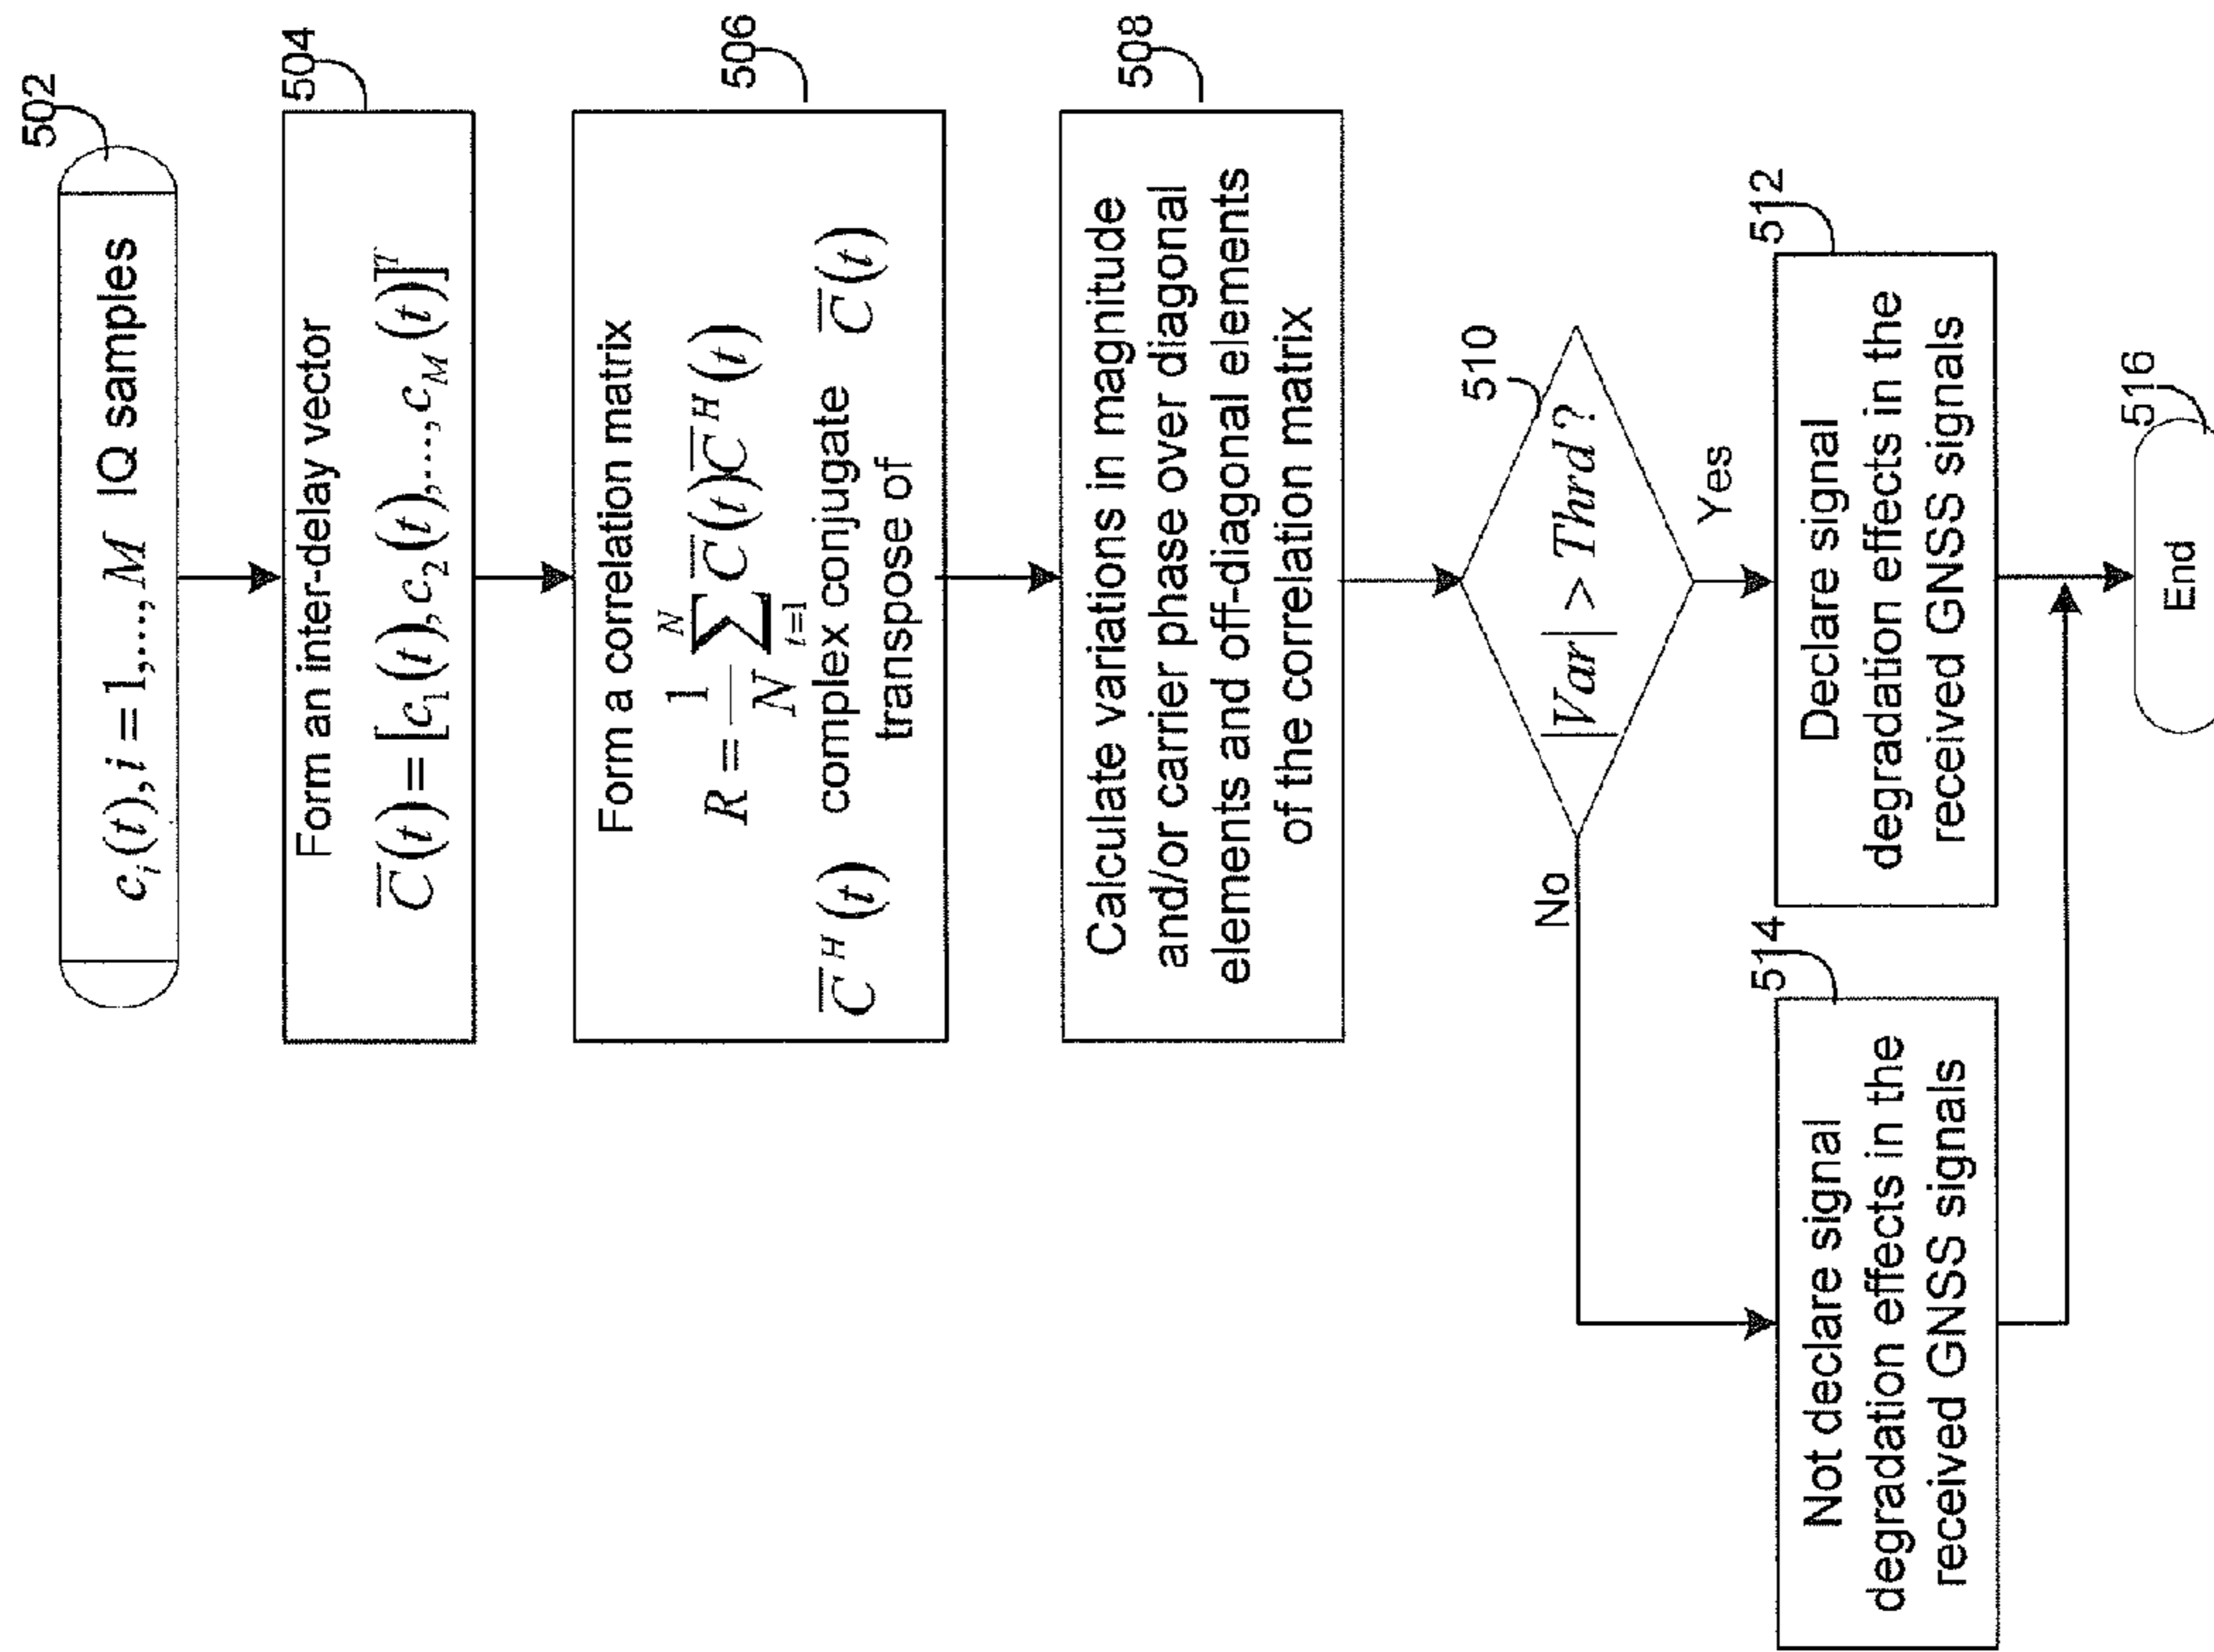 502
c_i(t), i = 1,..., M IQ samples
504
Form an inter-delay vector
C̅(t) = [c_1(t), c_2(t),..., c_M(t)]^T
506
Form a correlation matrix
R = 1/N ∑_{t=1}^{N} C̅(t)C̅^H(t)
C̅^H(t) complex conjugate C̅(t)
transpose of
508
Calculate variations in magnitude
and/or carrier phase over diagonal
elements and off-diagonal elements
of the correlation matrix
510
|Var| > Thrd?
No
Yes
514
Not declare signal
degradation effects in the
received GNSS signals
512
Declare signal
degradation effects in the
received GNSS signals
516
End